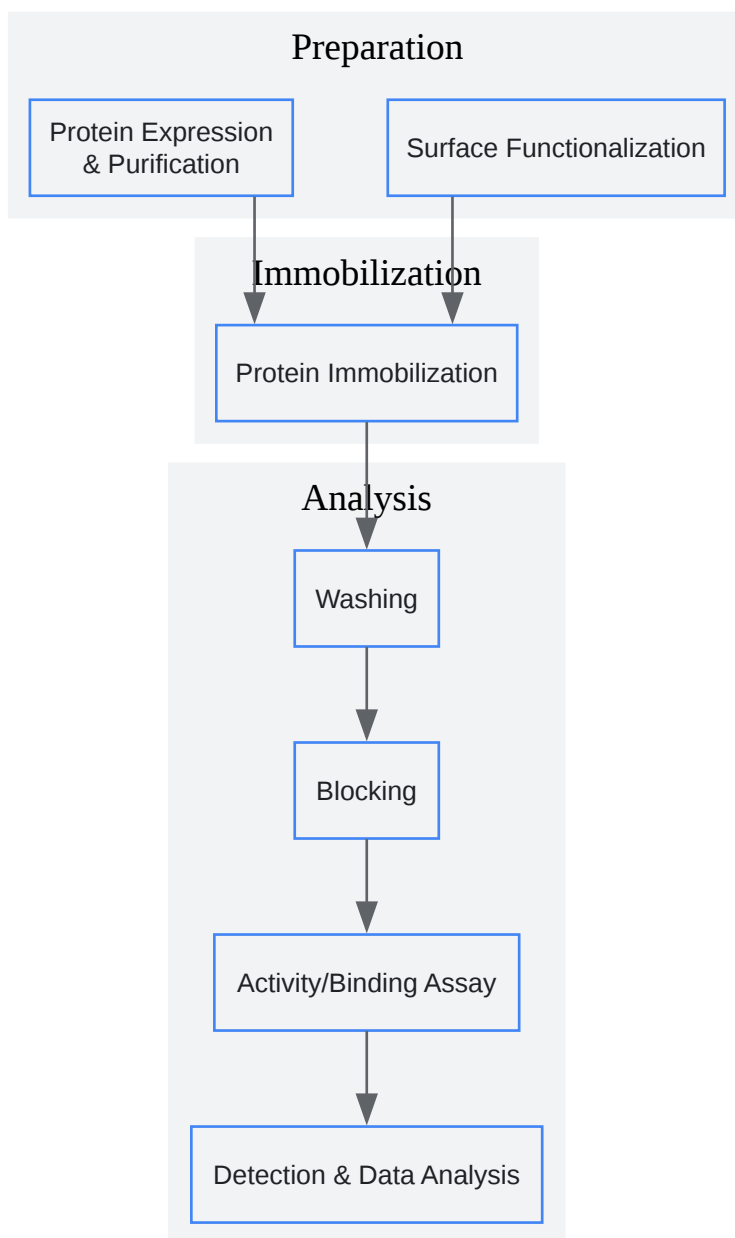 Preparation
Protein Expression
& Purification
Surface Functionalization
Immobilization
Protein Immobilization
Analysis
Washing
Blocking
Activity/Binding Assay
Detection & Data Analysis